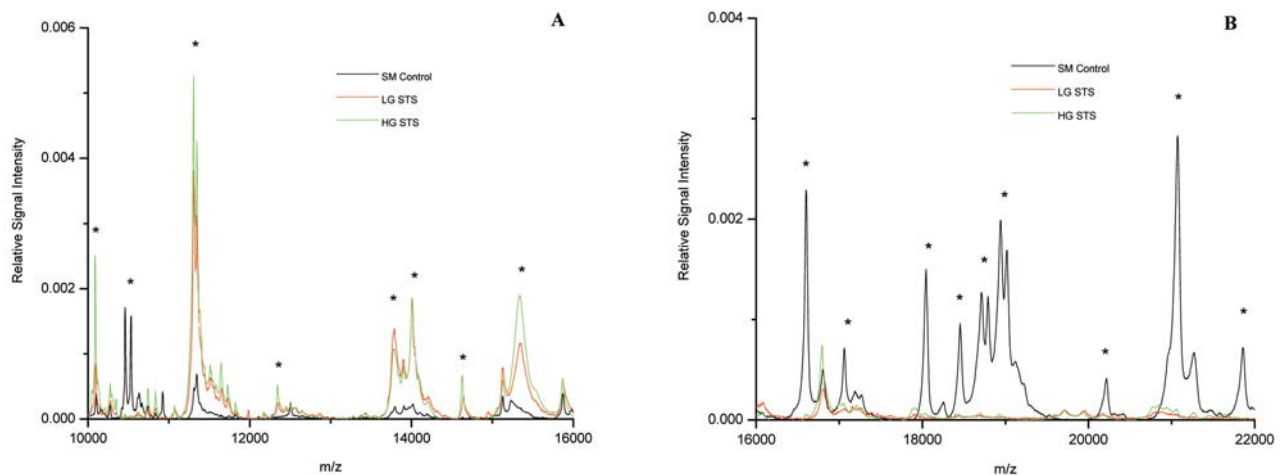 A
0.006
0.004
0.002
0.000
Relative Signal Intensity
SM Control
LG STS
HG STS
*
*
*
*
*
*
*
*
10000
12000
14000
16000
m/z
B
0.004
0.002
0.000
Relative Signal Intensity
SM Control
LG STS
HG STS
*
*
*
*
*
*
*
*
*
16000
18000
20000
22000
m/z